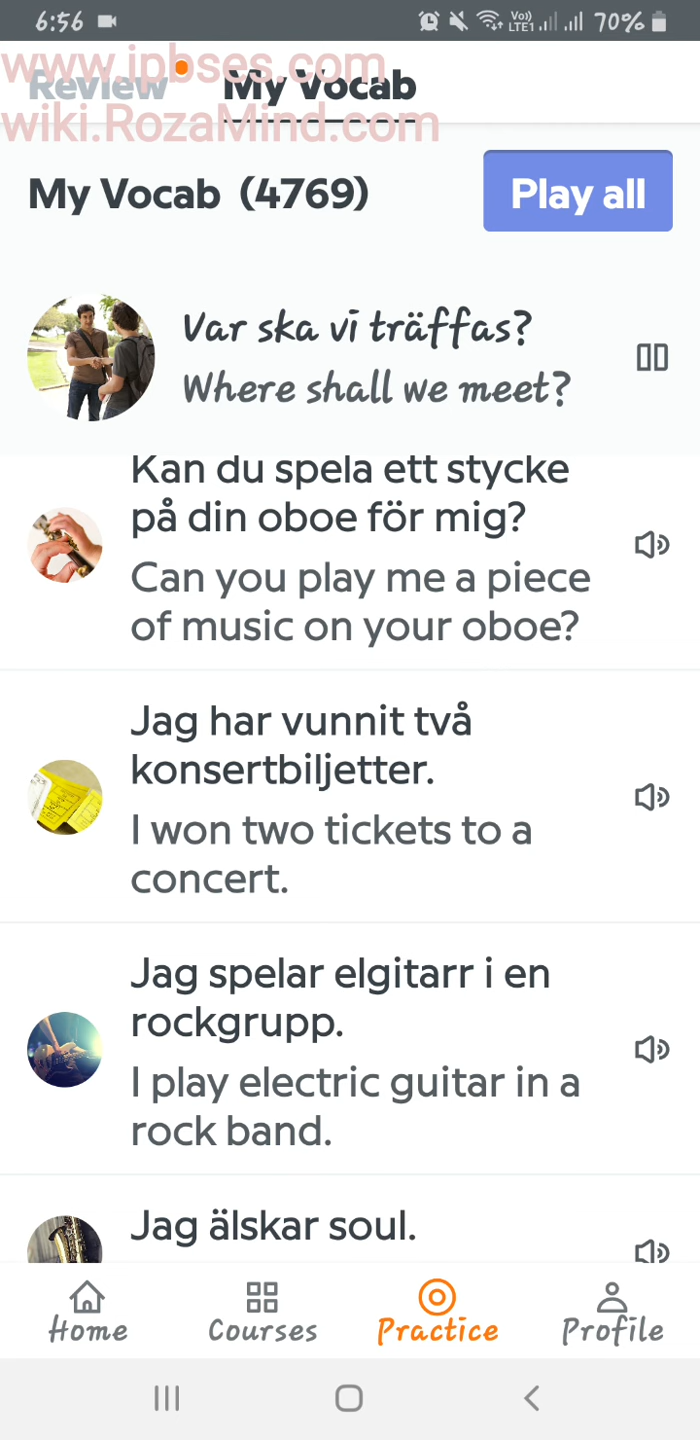 6:56
Vo)) LTE1 70%
www.ipbses.com
Review My Vocab
wiki.RozaMind.com
My Vocab (4769) Play all
Var ska vi träffas?
Where shall we meet?
Kan du spela ett stycke
på din oboe för mig?
Can you play me a piece
of music on your oboe?
Jag har vunnit två
konsertbiljetter.
I won two tickets to a
concert.
Jag spelar elgitarr i en
rockgrupp.
I play electric guitar in a
rock band.
Jag älskar soul.
Home Courses Practice Profile